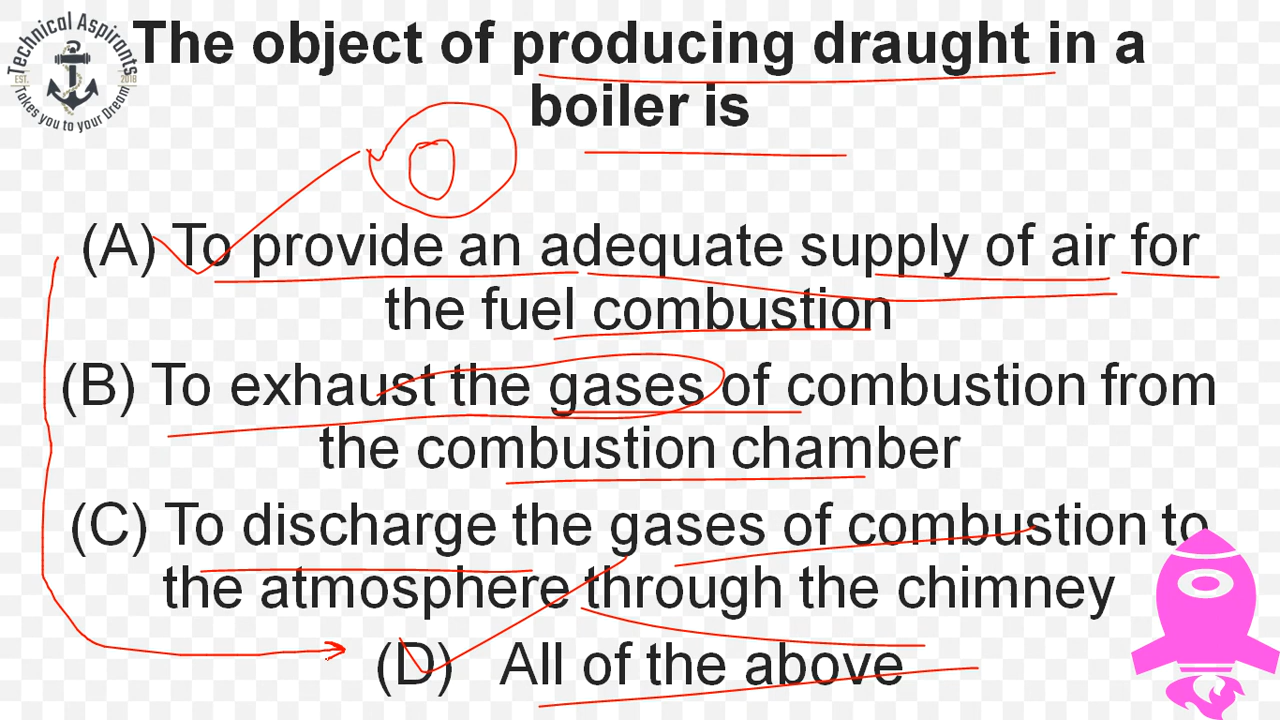 Technical Aspirants
EST. 2018
Takes you to your Dream
The object of producing draught in a
boiler is
(A) To provide an adequate supply of air for
the fuel combustion
(B) To exhaust the gases of combustion from
the combustion chamber
(C) To discharge the gases of combustion to
the atmosphere through the chimney
(D) All of the above